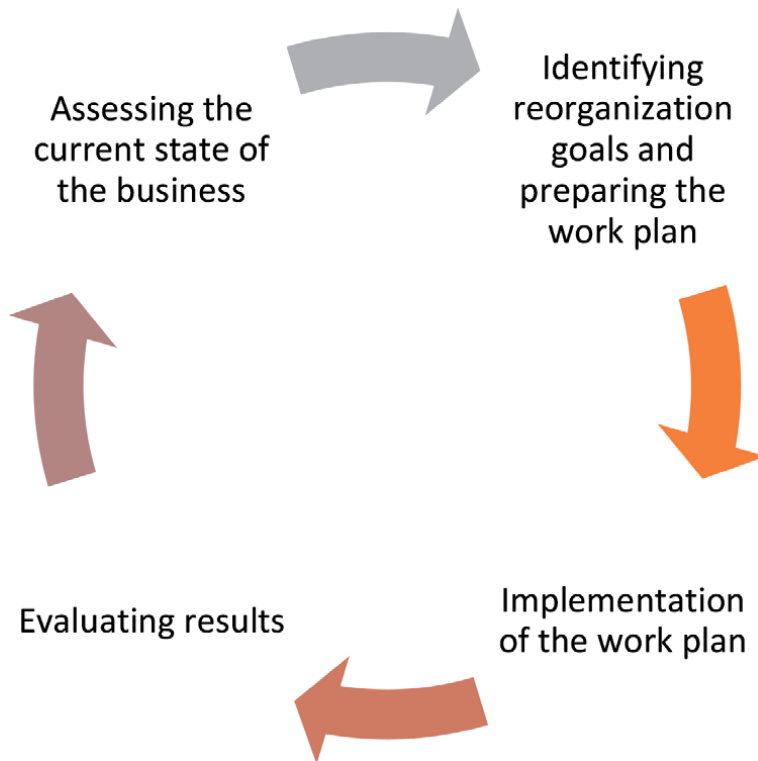 Assessing the
current state of
the business
Identifying
reorganization
goals and
preparing the
work plan
Implementation
of the work plan
Evaluating results